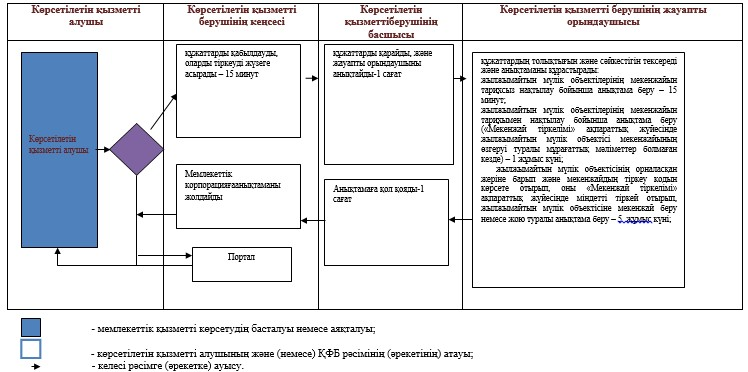 Көрсетілетін қызметті
алушы
Көрсетілетін қызметті
берушінің кеңсесі
Көрсетілетін
қызметтіберушінің
басшысы
Көрсетілетін қызметті берушінің жауапты
орындаушысы
Көрсетілетін
қызметті алушы
құжаттарды қабылдауды,
оларды тіркеуді жүзеге
асырады – 15 минут
құжаттарды қарайды, және
жауапты орындаушыны
анықтайды-1 сағат
құжаттардың толықтығын және сәйкестігін тексереді
және анықтаманы құрастырады:
жылжымайтын мүлік объектілерінің мекенжайын
тарихсыз нақтылау бойынша анықтама беру – 15
минут;
жылжымайтын мүлік объектілерінің мекенжайын
тарихымен нақтылау бойынша анықтама беру
(«Мекенжай тіркелімі» ақпараттық жүйесінде
жылжымайтын мүлік объектісі мекенжайының
өзгеруі туралы мұрағаттық мәліметтер болмаған
кезде) – 1 жұмыс күні;
жылжымайтын мүлік объектісінің орналасқан
жеріне барып және мекенжайдың тіркеу кодын
көрсете отырып, оны «Мекенжай тіркелімі»
ақпараттық жүйесінде міндетті тіркей отырып,
жылжымайтын мүлік объектісіне мекенжай беру
немесе жою туралы анықтама беру – 5 жұмыс күні;
Мемлекеттік
корпорацияғаанықтаманы
жолдайды
Анықтамаға қол қояды-1
сағат
Портал
- мемлекеттік қызметті көрсетудің басталуы немесе аяқталуы;
- көрсетілетін қызметті алушының және (немесе) ҚФБ рәсімінің (әрекетінің) атауы;
- келесі рәсімге (әрекетке) ауысу.